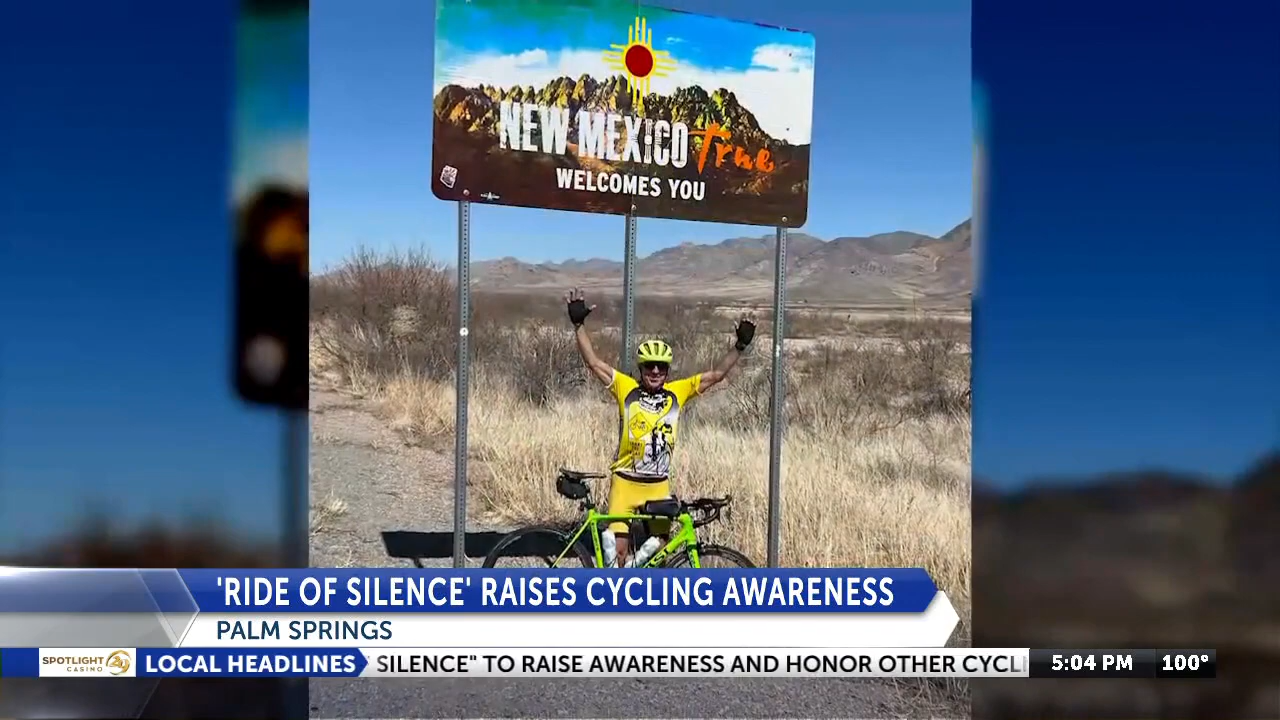 NEW MEXICO True
WELCOMES YOU
'RIDE OF SILENCE' RAISES CYCLING AWARENESS
PALM SPRINGS
SPOTLIGHT 29
CASINO
LOCAL HEADLINES
SILENCE" TO RAISE AWARENESS AND HONOR OTHER CYCL
5:04 PM
100°